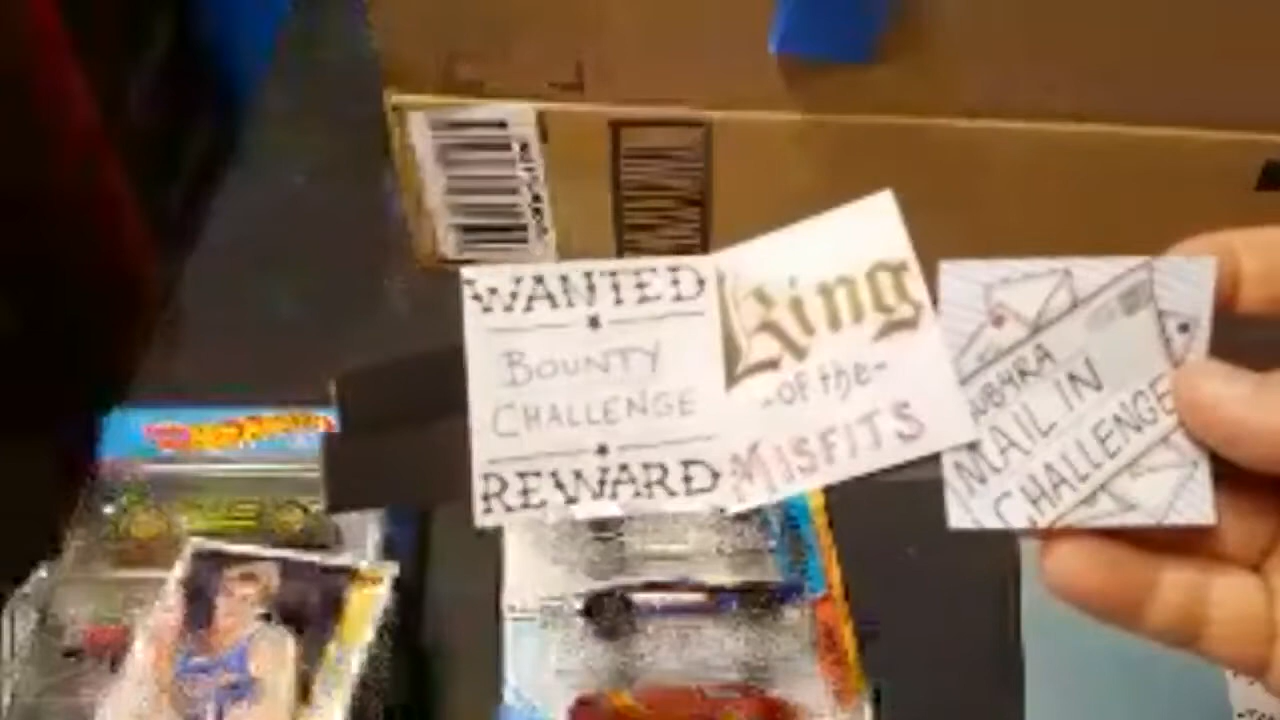 WANTED
BOUNTY
CHALLENGE
REWARD
King
-of the-
MISFITS
MAIL IN
CHALLENGE
Hot Wheels